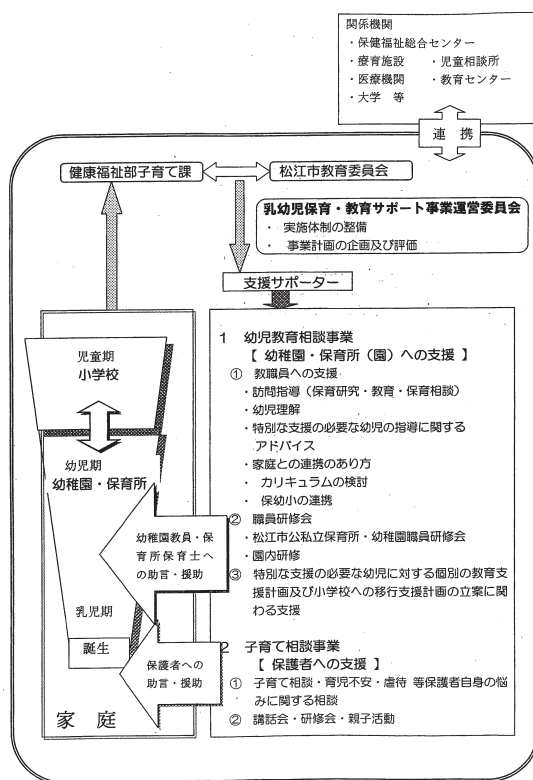 関係機関
・保健福祉総合センター
・療育施設　・児童相談所
・医療機関　・教育センター
・大学　等
連　携
健康福祉部子育て課
松江市教育委員会
乳幼児保育・教育サポート事業運営委員会
・　実施体制の整備
・　事業計画の企画及び評価
支援サポーター
1　幼児教育相談事業
【 幼稚園・保育所（園）への支援 】
①　教職員への支援
・訪問指導（保育研究・教育・保育相談）
・幼児理解
・特別な支援の必要な幼児の指導に関する
アドバイス
・家庭との連携のあり方
・　カリキュラムの検討
・　保幼小の連携
②　職員研修会
・松江市公私立保育所・幼稚園職員研修会
・園内研修
③　特別な支援の必要な幼児に対する個別の教育支
援計画及び小学校への移行支援計画の立案に関
わる支援
2　子育て相談事業
【 保護者への支援 】
①　子育て相談・育児不安・虐待 等保護者自身の悩
みに関する相談
②　講話会・研修会・親子活動
児童期
小学校
幼児期
幼稚園・保育所
幼稚園教員・保
育所保育士へ
の助言・援助
乳児期
誕生
保護者への
助言・援助
家　庭